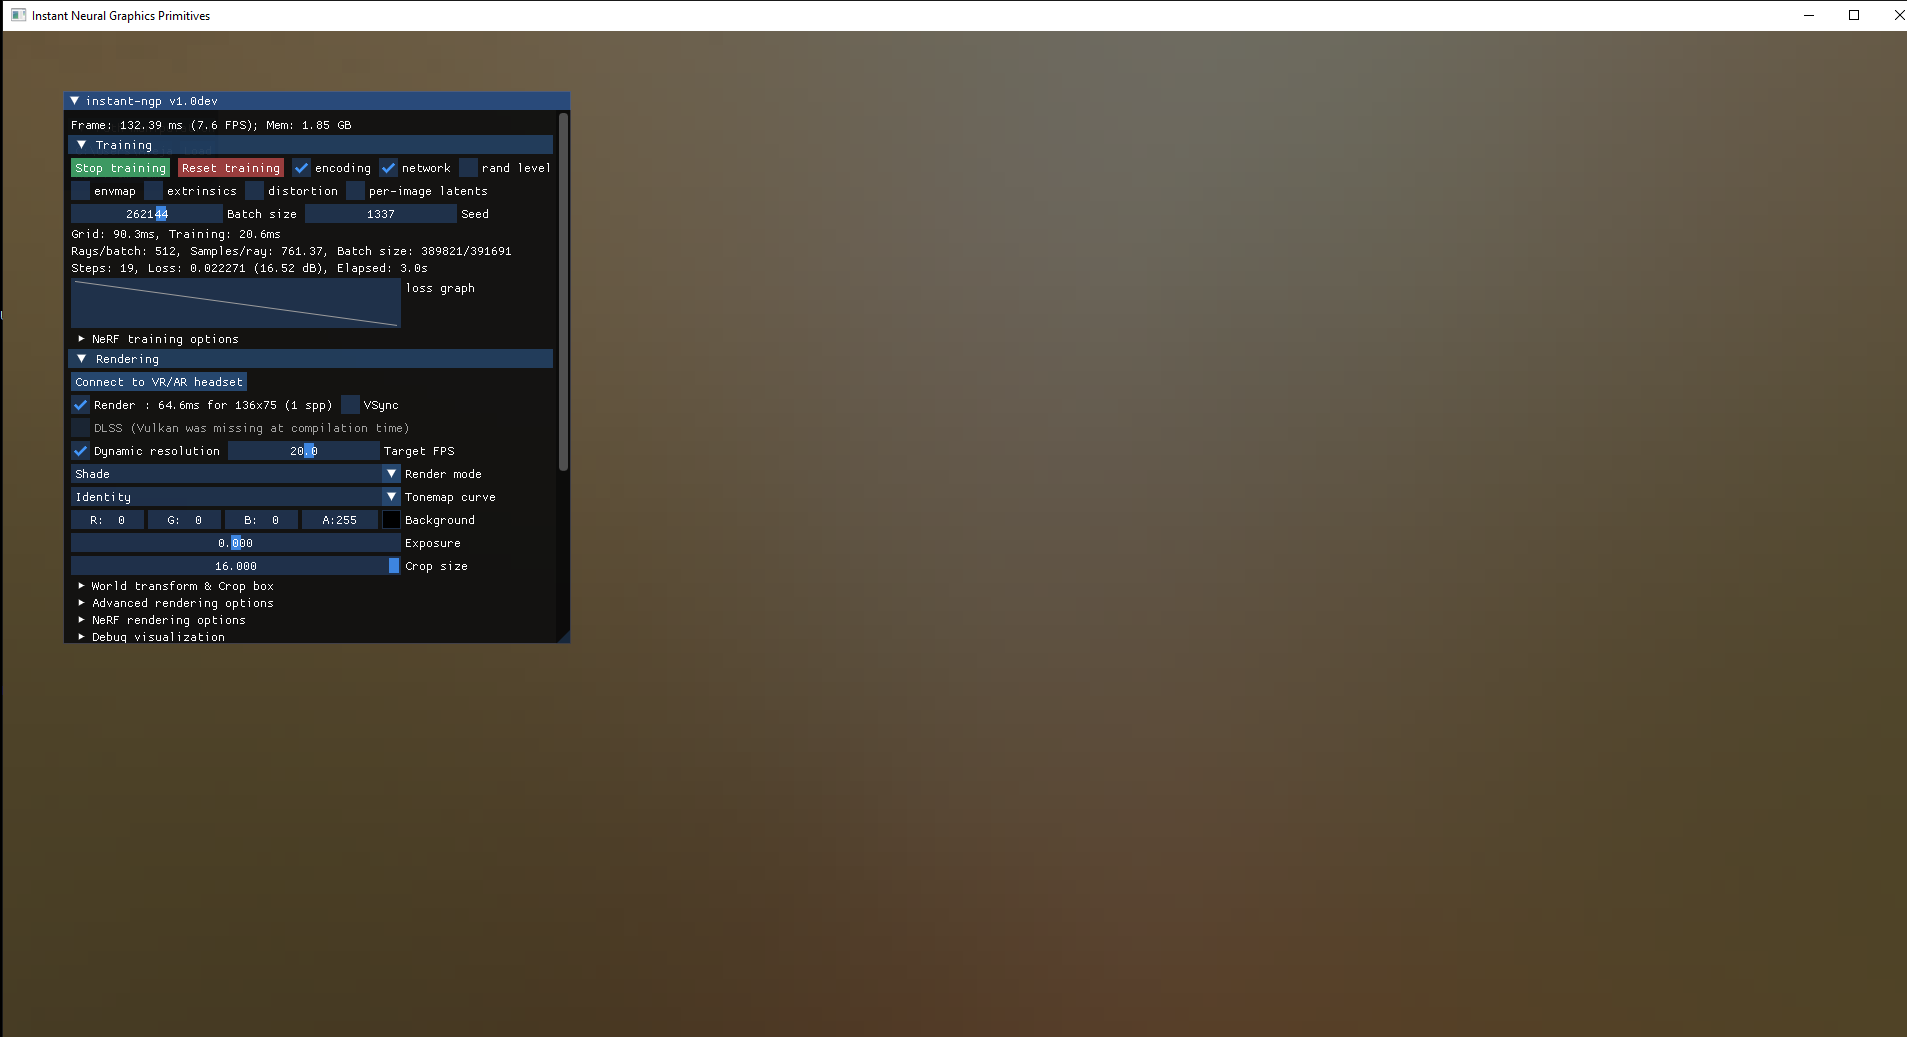 Instant Neural Graphics Primitives
instant-ngp v1.0dev
Frame: 132.39 ms (7.6 FPS); Mem: 1.85 GB
Training
Stop training Reset training encoding network rand level
envmap extrinsics distortion per-image latents
262144 Batch size 1337 Seed
Grid: 90.3ms, Training: 20.6ms
Rays/batch: 512, Samples/ray: 761.37, Batch size: 389821/391691
Steps: 19, Loss: 0.022271 (16.52 dB), Elapsed: 3.0s
loss graph
NeRF training options
Rendering
Connect to VR/AR headset
Render : 64.6ms for 136x75 (1 spp) VSync
DLSS (Vulkan was missing at compilation time)
Dynamic resolution 20.0 Target FPS
Shade Render mode
Identity Tonemap curve
R: 0 G: 0 B: 0 A:255 Background
0.000 Exposure
16.000 Crop size
World transform & Crop box
Advanced rendering options
NeRF rendering options
Debug visualization